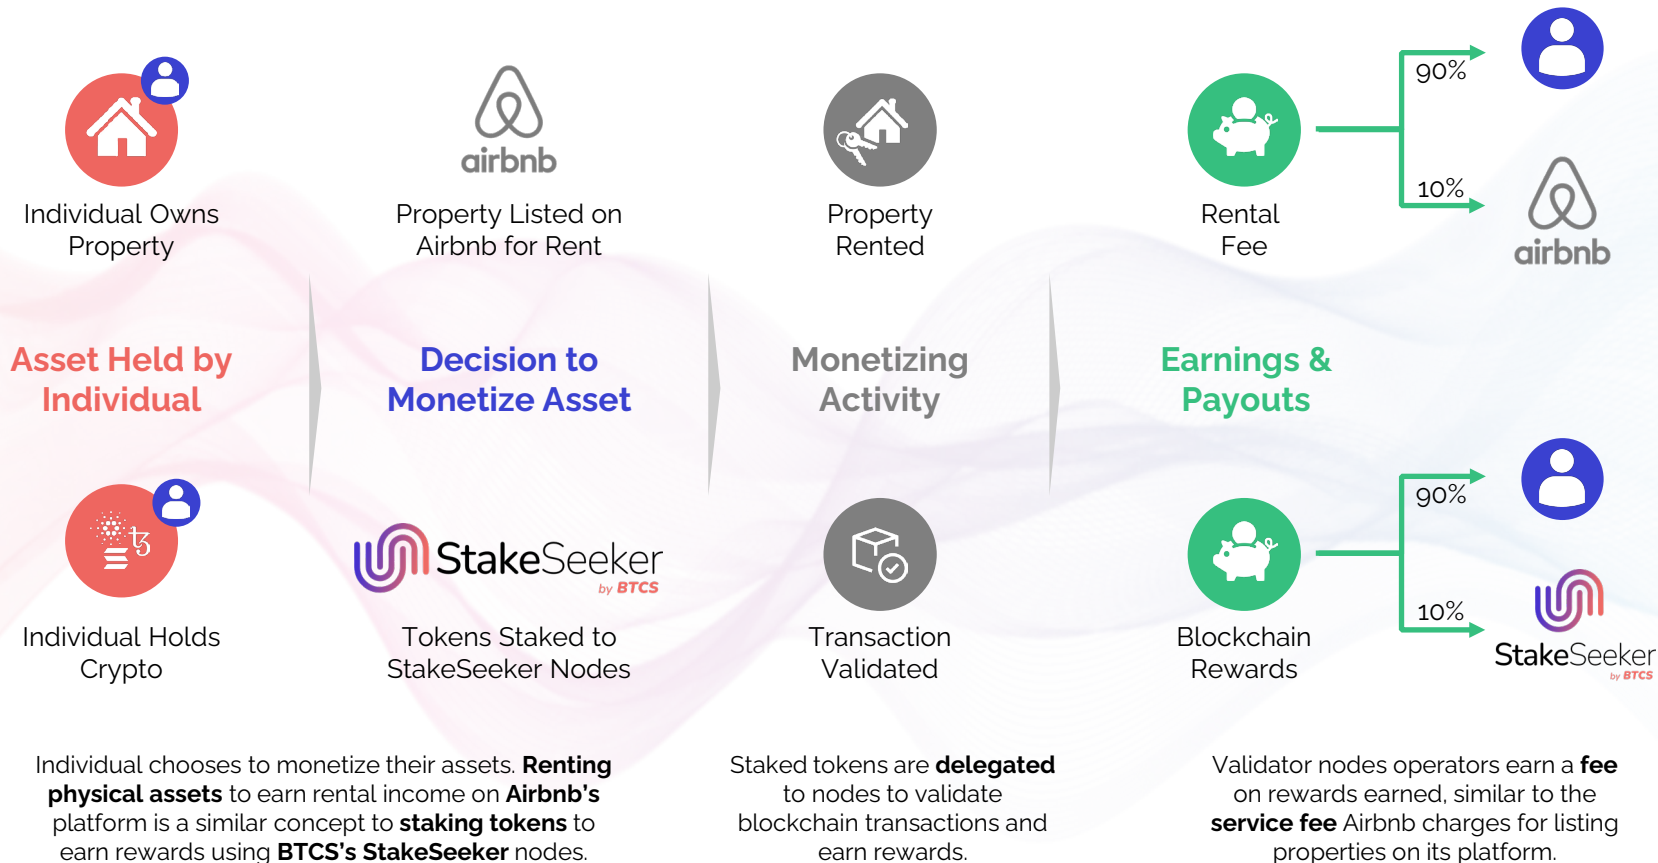 airbnb
Individual Owns
Property
Property Listed on
Airbnb for Rent
Property
Rented
Rental
Fee
90%
10%
airbnb
Asset Held by
Individual
Decision to
Monetize Asset
Monetizing
Activity
Earnings &
Payouts
StakeSeeker
by BTCS
Individual Holds
Crypto
Tokens Staked to
StakeSeeker Nodes
Transaction
Validated
Blockchain
Rewards
90%
10%
StakeSeeker
by BTCS
Individual chooses to monetize their assets. Renting
physical assets to earn rental income on Airbnb's
platform is a similar concept to staking tokens to
earn rewards using BTCS's StakeSeeker nodes.
Staked tokens are delegated
to nodes to validate
blockchain transactions and
earn rewards.
Validator nodes operators earn a fee
on rewards earned, similar to the
service fee Airbnb charges for listing
properties on its platform.